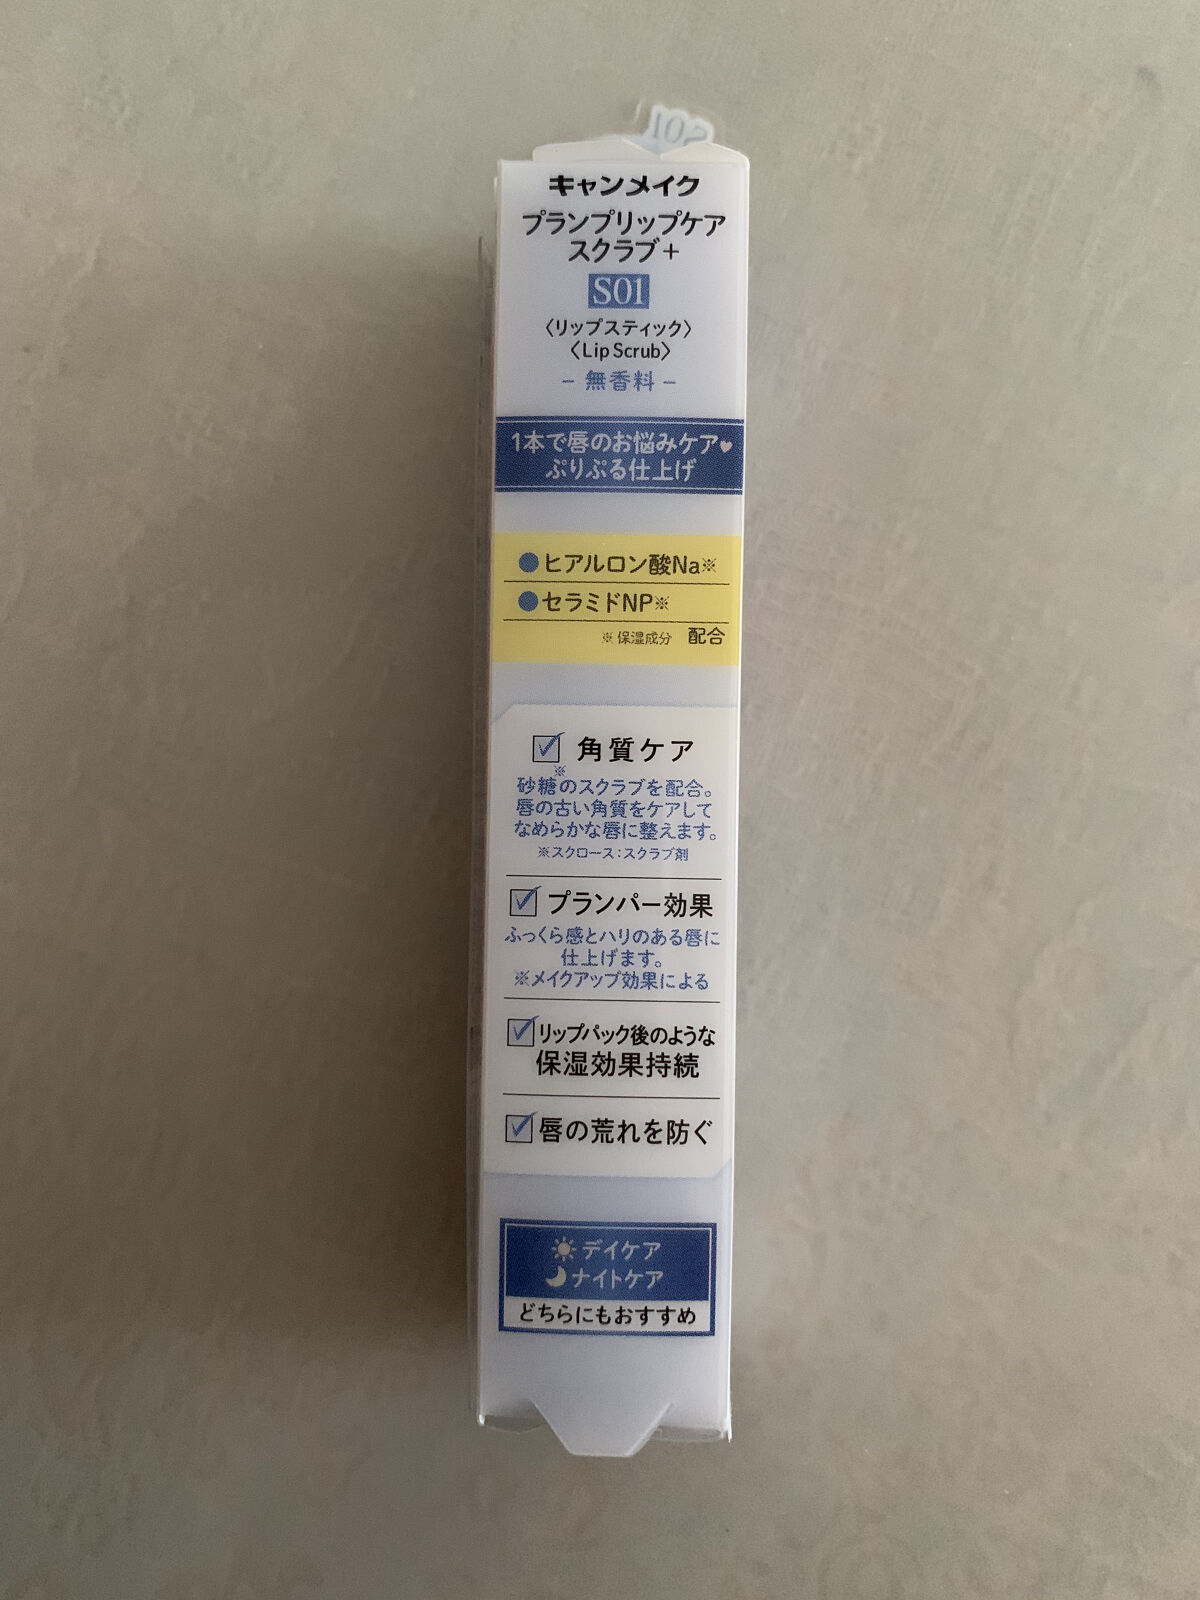 S01
キャンメイク
プランプリップケア
スクラブ+
S01
〈リップスティック〉
〈Lip Scrub〉
− 無香料 −
1本で唇のお悩みケア♥
ぷりぷる仕上げ
●ヒアルロン酸Na※
●セラミドNP※
※保湿成分 配合
☑ 角質ケア
砂糖※のスクラブを配合。
唇の古い角質をケアして
なめらかな唇に整えます。
※スクロース:スクラブ剤
☑ プランパー効果
ふっくら感とハリのある唇に
仕上げます。
※メイクアップ効果による
☑ リップパック後のような
保湿効果持続
☑ 唇の荒れを防ぐ
デイケア
ナイトケア
どちらにもおすすめ